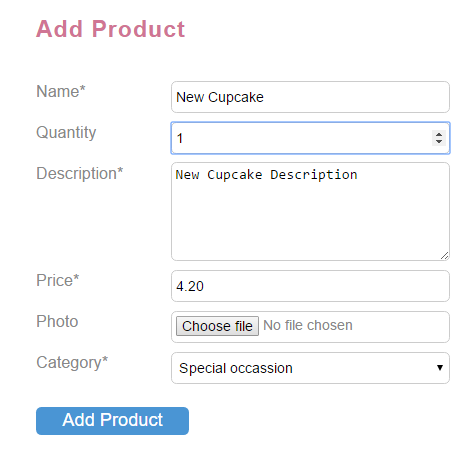 Add Product
Name* New Cupcake
Quantity 1
Description* New Cupcake Description
Price* 4.20
Photo Choose file No file chosen
Category* Special occassion
Add Product